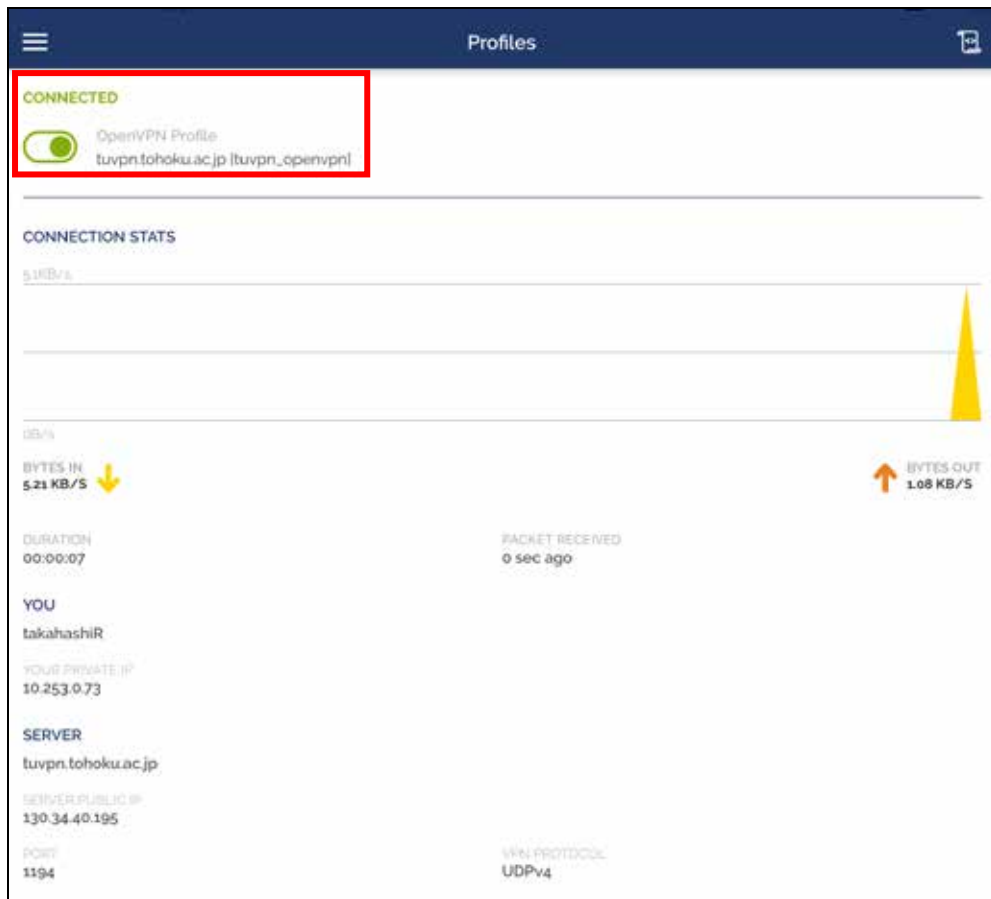 Profiles
CONNECTED
OpenVPN Profile
tuvpn.tohoku.ac.jp [tuvpn_openvpn]
CONNECTION STATS
5.1KB/s
0B/s
BYTES IN
5.21 KB/S
BYTES OUT
1.08 KB/S
DURATION
00:00:07
PACKET RECEIVED
0 sec ago
YOU
takahashiR
YOUR PRIVATE IP
10.253.0.73
SERVER
tuvpn.tohoku.ac.jp
SERVER PUBLIC IP
130.34.40.195
PORT
1194
VPN PROTOCOL
UDPv4